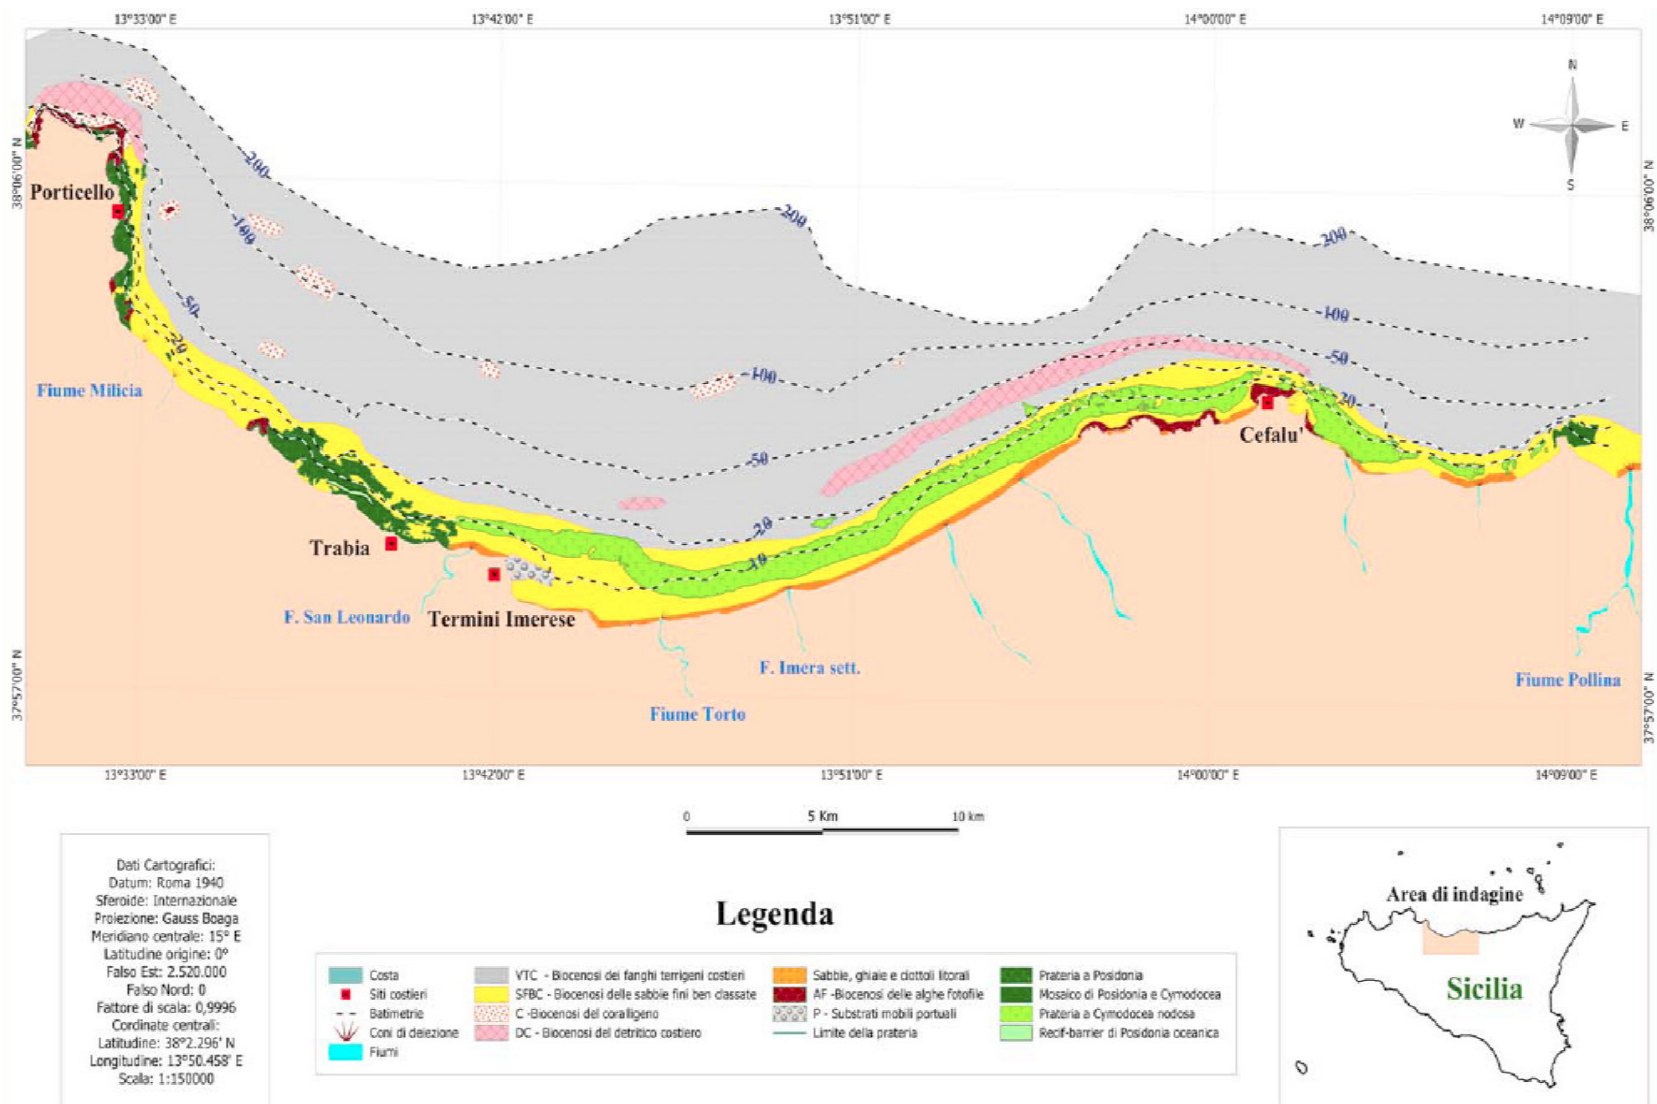 13°33'00" E
13°42'00" E
13°51'00" E
14°00'00" E
14°09'00" E
N
W
E
S
38°06'00" N
38°06'00" N
Porticello
-200
-100
-50
-20
-200
-200
-100
-50
-20
-100
-50
-20
-10
Fiume Milicia
Cefalu'
Trabia
F. San Leonardo
Termini Imerese
F. Imera sett.
Fiume Torto
Fiume Pollina
37°57'00" N
37°57'00" N
13°33'00" E
13°42'00" E
13°51'00" E
14°00'00" E
14°09'00" E
0
5 Km
10 km
Dati Cartografici:
Datum: Roma 1940
Sferoide: Internazionale
Proiezione: Gauss Boaga
Meridiano centrale: 15° E
Latitudine origine: 0°
Falso Est: 2.520.000
Falso Nord: 0
Fattore di scala: 0,9996
Cordinate centrali:
Latitudine: 38°2.296' N
Longitudine: 13°50.458' E
Scala: 1:150000
Legenda
Costa
Siti costieri
Batimetrie
Coni di deiezione
Fiumi
VTC - Biocenosi dei fanghi terrigeni costieri
SFBC - Biocenosi delle sabbie fini ben classate
C -Biocenosi del coralligeno
DC - Biocenosi del detritico costiero
Sabbie, ghiaie e ciottoli litorali
AF -Biocenosi delle alghe fotofile
P - Substrati mobili portuali
Limite della prateria
Prateria a Posidonia
Mosaico di Posidonia e Cymodocea
Prateria a Cymodocea nodosa
Recif-barrier di Posidonia oceanica
Area di indagine
Sicilia